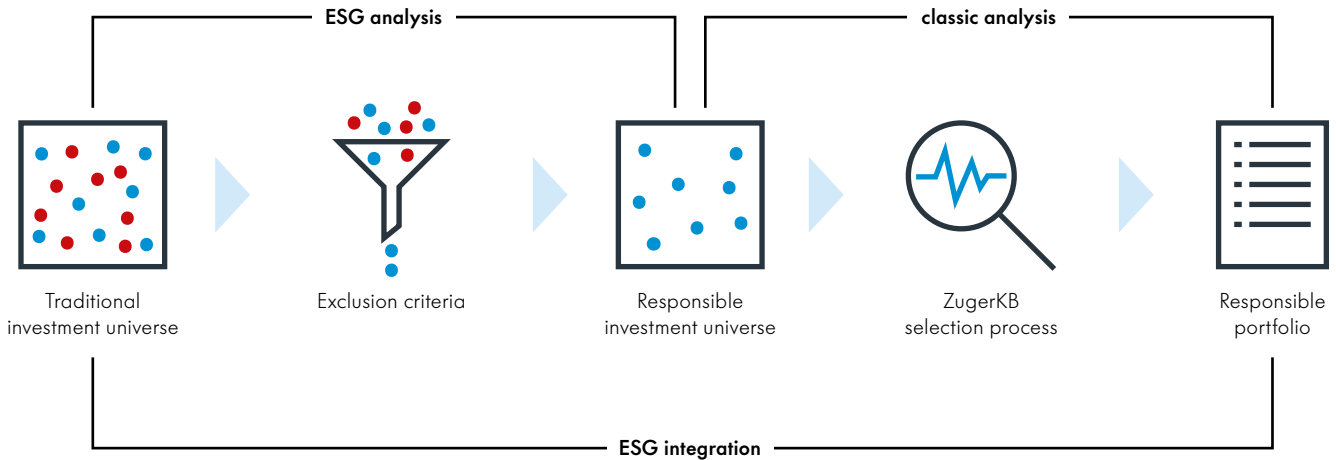 ESG analysis
classic analysis
Traditional
investment universe
Exclusion criteria
Responsible
investment universe
ZugerKB
selection process
Responsible
portfolio
ESG integration